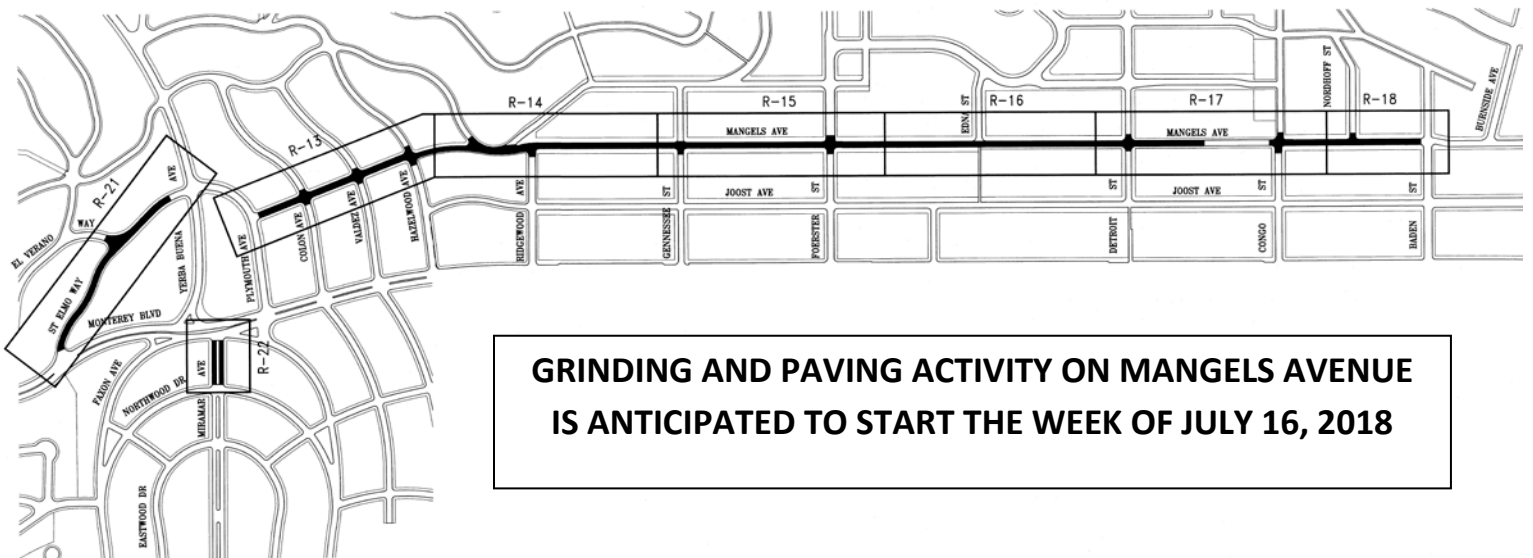 NORDHOFF ST
BURNSIDE AVE
R-14
R-15
EDNA ST
R-16
R-17
R-18
R-13
MANGELS AVE
MANGELS AVE
R-21
AVE
HAZELWOOD AVE
VALDEZ AVE
COLON AVE
AVE
RIDGEWOOD
ST
GENNESSEE
JOOST AVE
ST
FOERSTER
ST
DETROIT
JOOST AVE
ST
CONGO
ST
BADEN
EL VERANO
WAY
YERBA BUENA
PLYMOUTH AVE
ST ELMO WAY
MONTEREY BLVD
R-22
AVE
MIRAMAR
FAXON AVE
NORTHWOOD DR
EASTWOOD DR
GRINDING AND PAVING ACTIVITY ON MANGELS AVENUE
IS ANTICIPATED TO START THE WEEK OF JULY 16, 2018